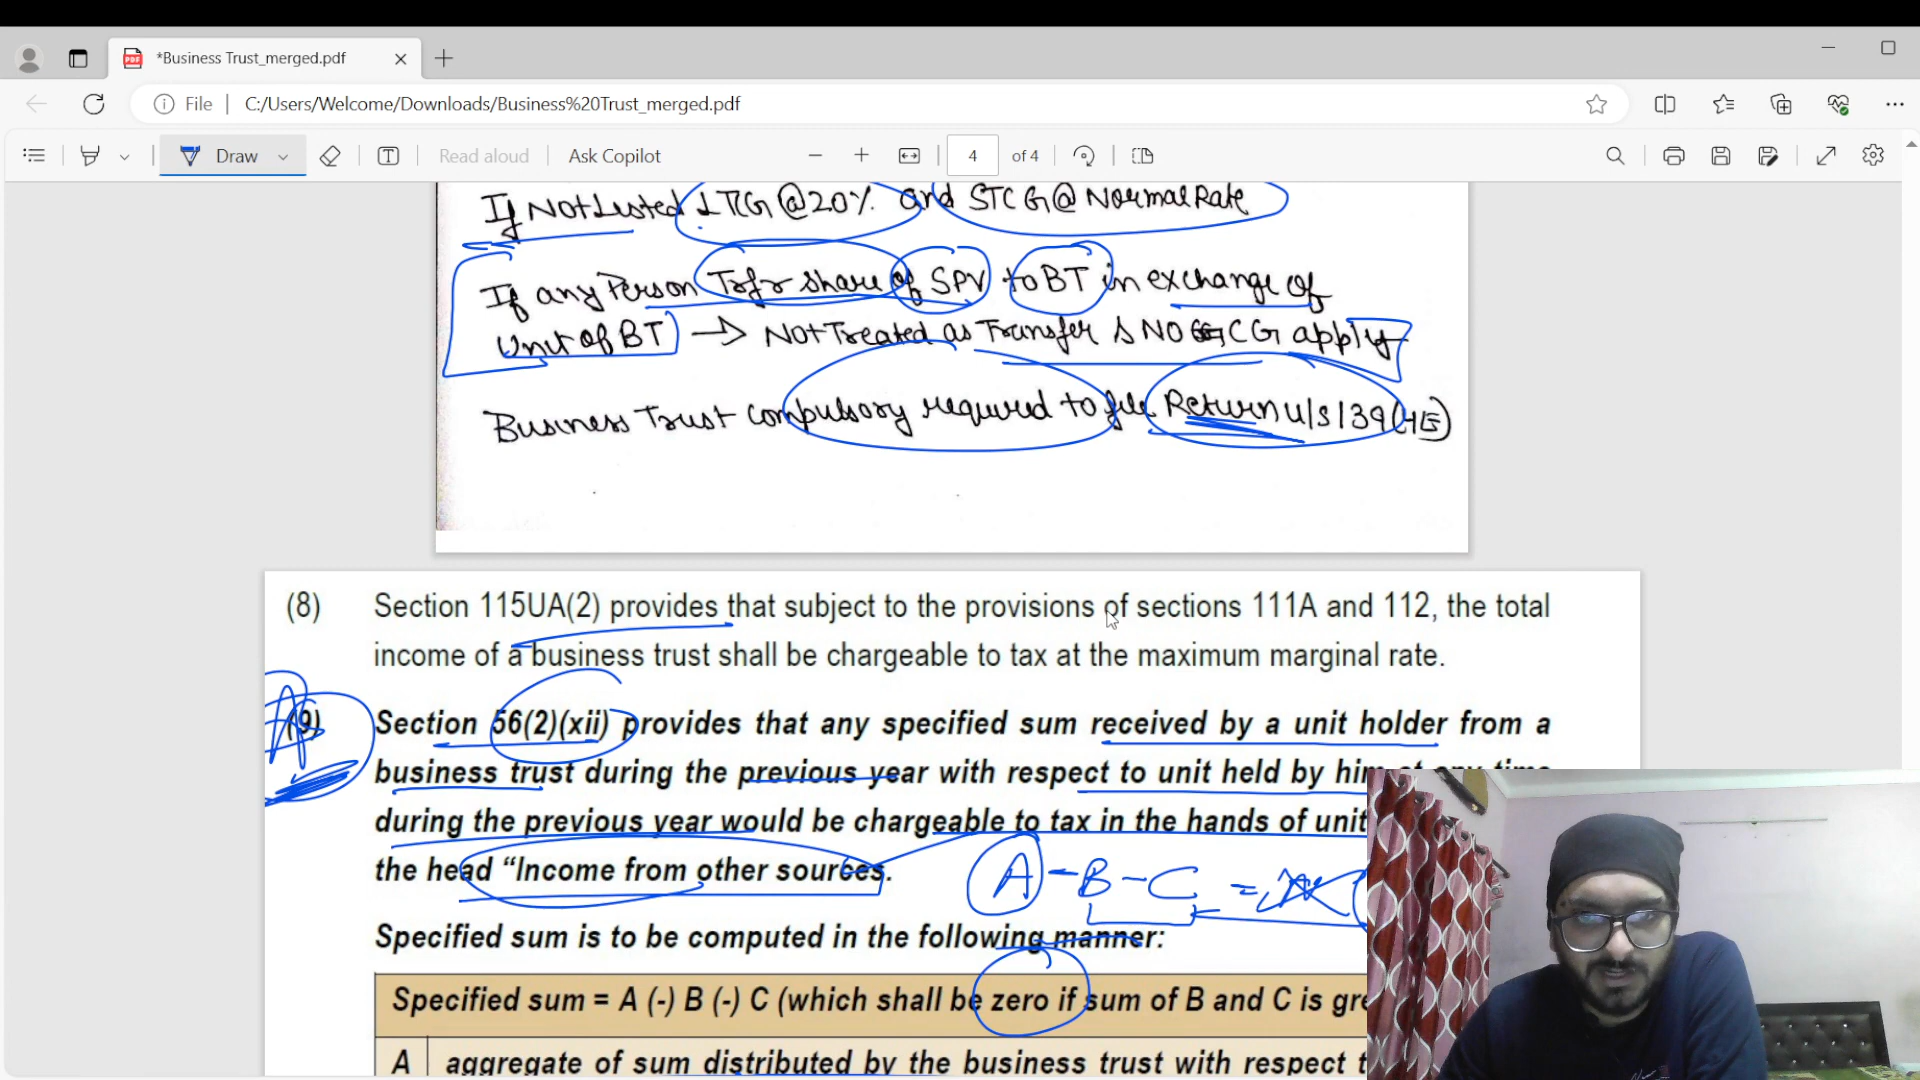 *Business Trust_merged.pdf
File | C:/Users/Welcome/Downloads/Business%20Trust_merged.pdf
Draw
Read aloud
Ask Copilot
4 of 4
If Not Listed LTCG@20% and STCG@Normal Rate
If any Person Trfr share of SPV to BT in exchange of
Unit of BT → Not Treated as Transfer & NO CG apply
Business Trust compulsory required to file Return u/s 139(4E)
(8) Section 115UA(2) provides that subject to the provisions of sections 111A and 112, the total
income of a business trust shall be chargeable to tax at the maximum marginal rate.
(9) Section 56(2)(xii) provides that any specified sum received by a unit holder from a
business trust during the previous year with respect to unit held by him at any time
during the previous year would be chargeable to tax in the hands of unit
the head "Income from other sources.
A - B - C =
Specified sum is to be computed in the following manner:
Specified sum = A (-) B (-) C (which shall be zero if sum of B and C is gre
A aggregate of sum distributed by the business trust with respect t